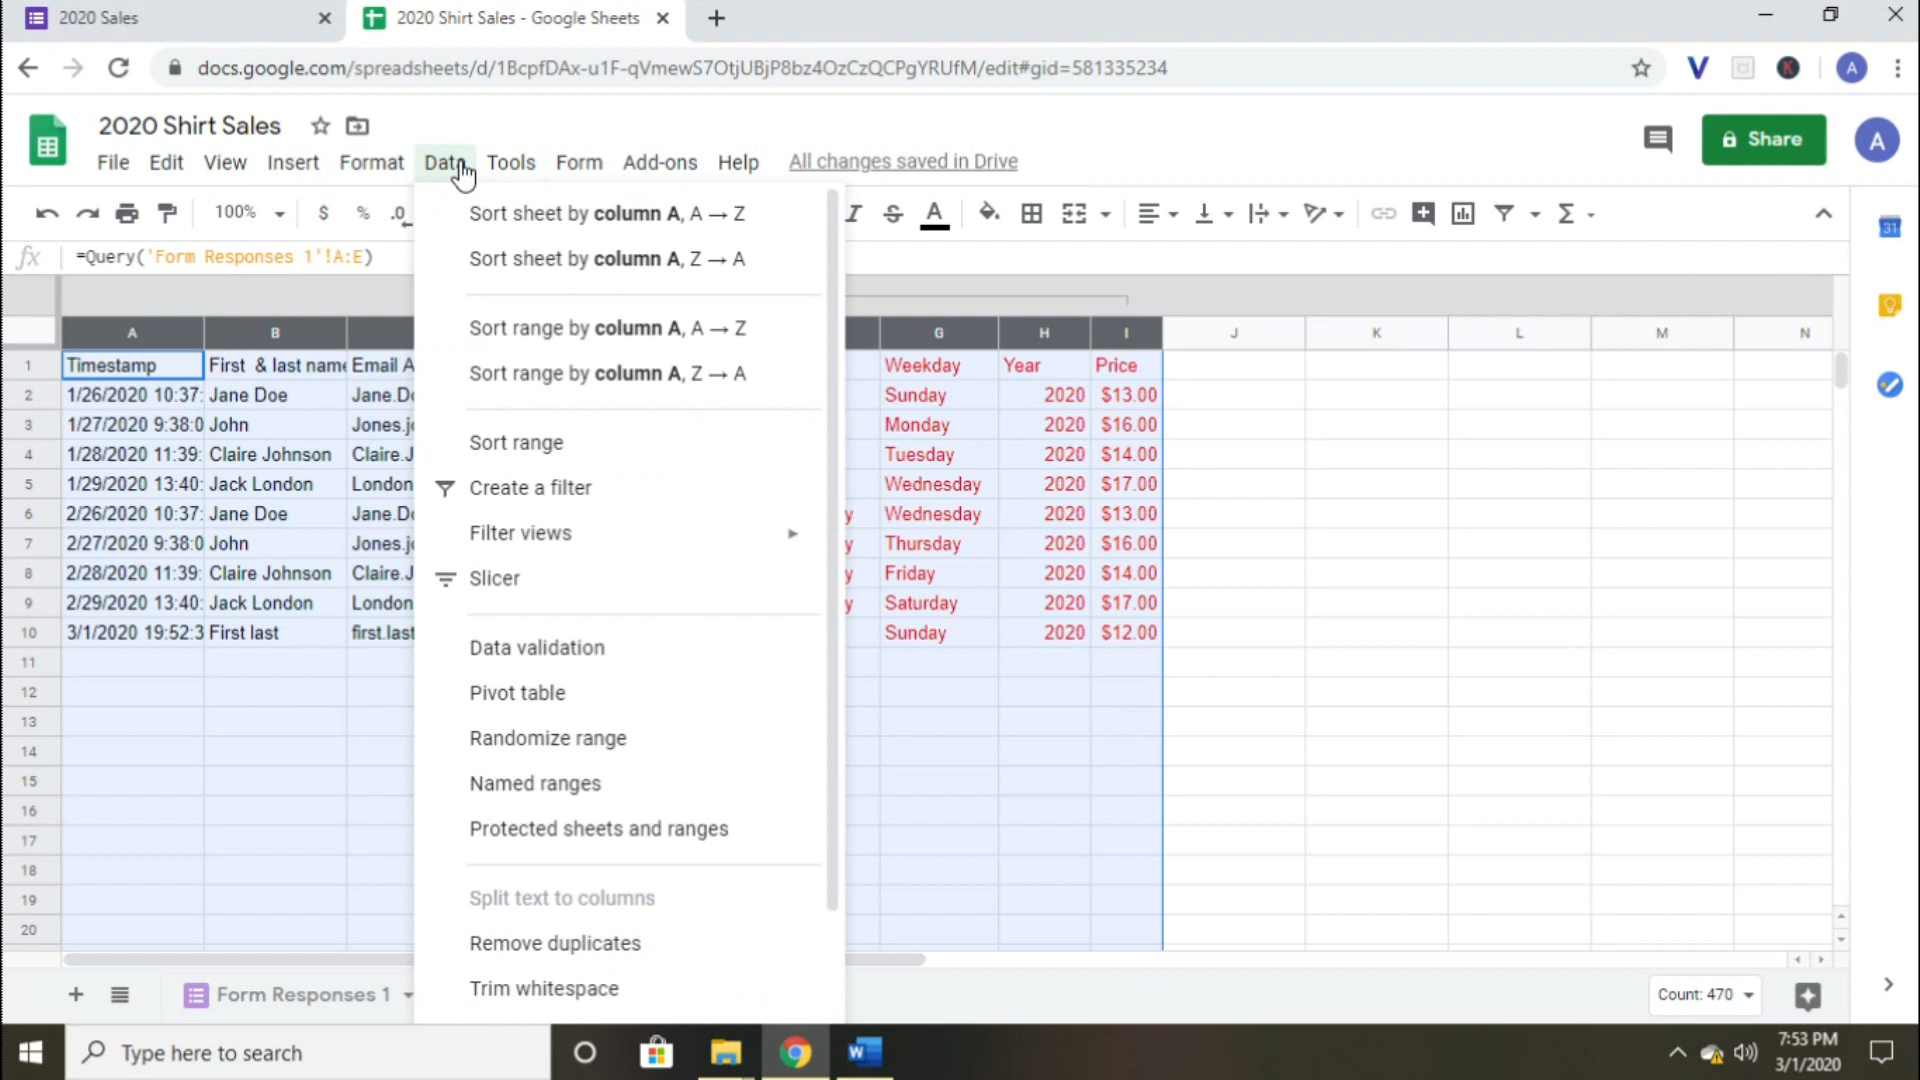 2020 Sales
2020 Shirt Sales - Google Sheets
docs.google.com/spreadsheets/d/1BcpfDAx-u1F-qVmewS7OtjUBjP8bz4OzCzQCPgYRUfM/edit#gid=581335234
V
K
A
2020 Shirt Sales
Share
A
File Edit View Insert Format Data Tools Form Add-ons Help All changes saved in Drive
100% $ % .0
fx =Query('Form Responses 1'!A:E)
31
A B G H I J K L M N
1 Timestamp First & last name Email A Weekday Year Price
2 1/26/2020 10:37: Jane Doe Jane.Do Sunday 2020 $13.00
3 1/27/2020 9:38:0 John Jones.jo Monday 2020 $16.00
4 1/28/2020 11:39: Claire Johnson Claire.J Tuesday 2020 $14.00
5 1/29/2020 13:40: Jack London London Wednesday 2020 $17.00
6 2/26/2020 10:37: Jane Doe Jane.Do y Wednesday 2020 $13.00
7 2/27/2020 9:38:0 John Jones.jo y Thursday 2020 $16.00
8 2/28/2020 11:39: Claire Johnson Claire.J y Friday 2020 $14.00
9 2/29/2020 13:40: Jack London London y Saturday 2020 $17.00
10 3/1/2020 19:52:3 First last first.last Sunday 2020 $12.00
11
12
13
14
15
16
17
18
19
20
Sort sheet by column A, A → Z
Sort sheet by column A, Z → A
Sort range by column A, A → Z
Sort range by column A, Z → A
Sort range
Create a filter
Filter views
Slicer
Data validation
Pivot table
Randomize range
Named ranges
Protected sheets and ranges
Split text to columns
Remove duplicates
Trim whitespace
Form Responses 1
Count: 470
Type here to search
W
7:53 PM
3/1/2020